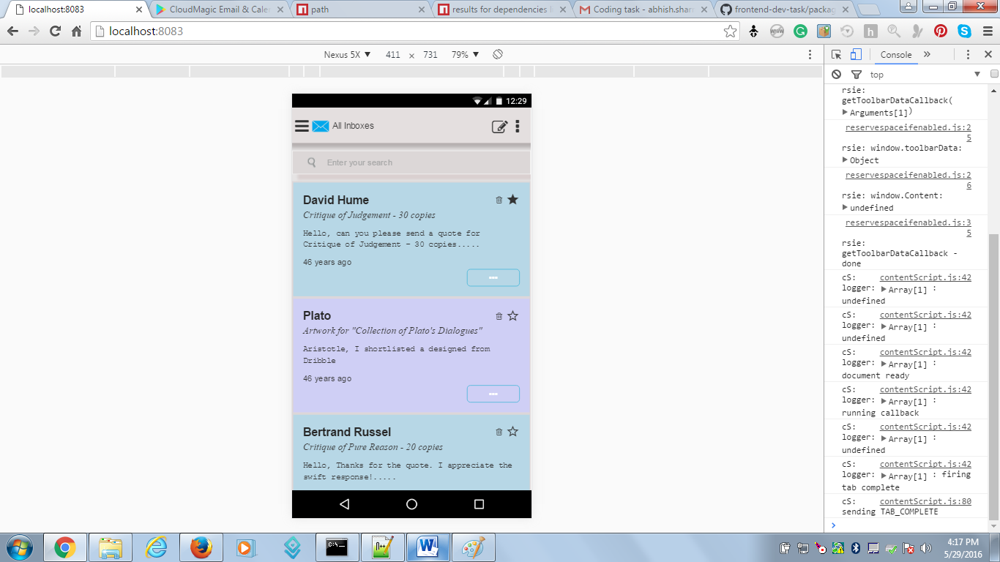 localhost:8083
CloudMagic Email & Cale
path
results for dependencies l
Coding task - abhish.shar
frontend-dev-task/packag
localhost:8083
Nexus 5X ▼ 411 × 731 79% ▼
Console »
top
12:29
All Inboxes
Enter your search
David Hume
Critique of Judgement - 30 copies
Hello, can you please send a quote for
Critique of Judgement - 30 copies.....
46 years ago
Plato
Artwork for "Collection of Plato's Dialogues"
Aristotle, I shortlisted a designed from
Dribble
46 years ago
Bertrand Russel
Critique of Pure Reason - 20 copies
Hello, Thanks for the quote. I appreciate the
swift response!.....
rsie:
getToolbarDataCallback(
▶Arguments[1])
reservespaceifenabled.js:2
5
rsie: window.toolbarData:
▶Object
reservespaceifenabled.js:2
6
rsie: window.Content:
▶undefined
reservespaceifenabled.js:3
5
rsie:
getToolbarDataCallback -
done
cS: contentScript.js:42
logger: ▶Array[1] :
undefined
cS: contentScript.js:42
logger: ▶Array[1] :
undefined
cS: contentScript.js:42
logger: ▶Array[1] :
document ready
cS: contentScript.js:42
logger: ▶Array[1] :
running callback
cS: contentScript.js:42
logger: ▶Array[1] :
undefined
cS: contentScript.js:42
logger: ▶Array[1] : firing
tab complete
cS: contentScript.js:80
sending TAB_COMPLETE
4:17 PM
5/29/2016